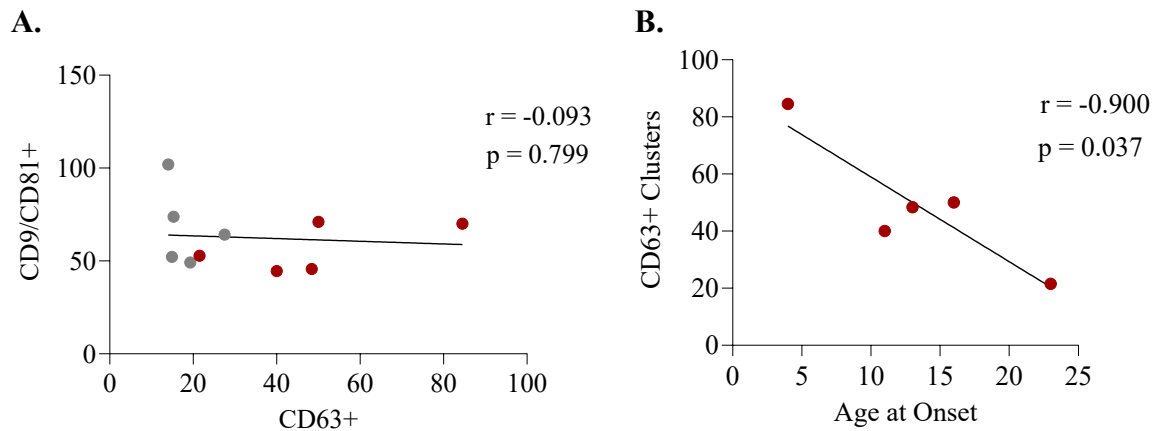 A.
150
100
50
0
CD9/CD81+
0 20 40 60 80 100
CD63+
r = -0.093
p = 0.799
B.
100
80
60
40
20
0
CD63+ Clusters
0 5 10 15 20 25
Age at Onset
r = -0.900
p = 0.037